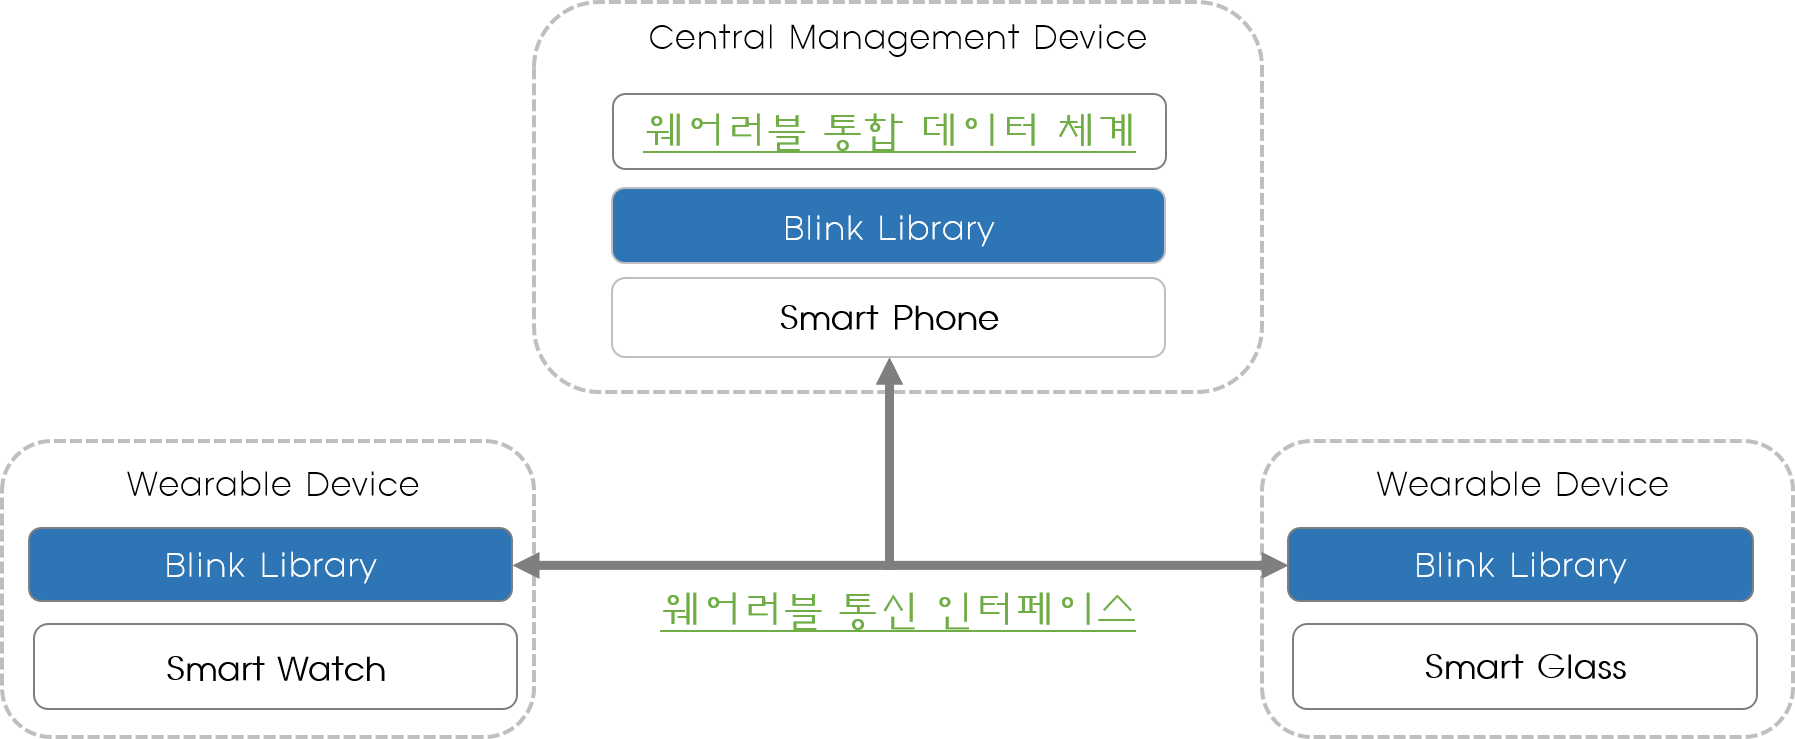 Central Management Device
웨어러블 통합 데이터 체계
Blink Library
Smart Phone
Wearable Device
Blink Library
Smart Watch
웨어러블 통신 인터페이스
Wearable Device
Blink Library
Smart Glass